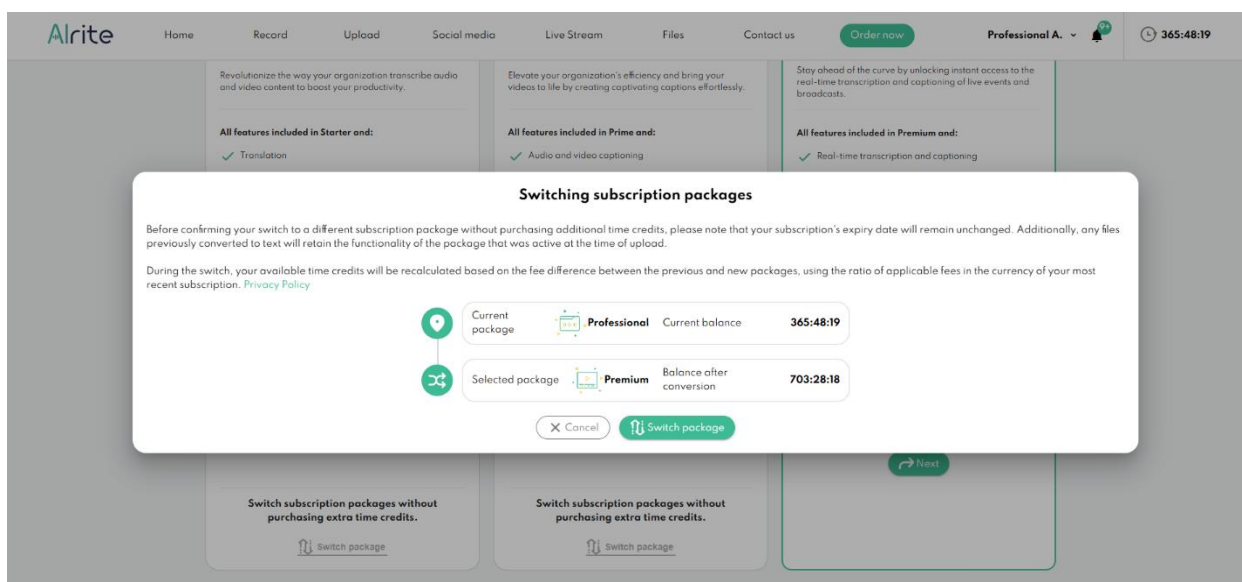 Alrite
Home Record Upload Social media Live Stream Files Contact us Order now Professional A. 9+ 365:48:19
Revolutionize the way your organization transcribe audio
and video content to boost your productivity.
All features included in Starter and:
Translation
Elevate your organization's efficiency and bring your
videos to life by creating captivating captions effortlessly.
All features included in Prime and:
Audio and video captioning
Stay ahead of the curve by unlocking instant access to the
real-time transcription and captioning of live events and
broadcasts.
All features included in Premium and:
Real-time transcription and captioning
Switching subscription packages
Before confirming your switch to a different subscription package without purchasing additional time credits, please note that your subscription's expiry date will remain unchanged. Additionally, any files
previously converted to text will retain the functionality of the package that was active at the time of upload.
During the switch, your available time credits will be recalculated based on the fee difference between the previous and new packages, using the ratio of applicable fees in the currency of your most
recent subscription. Privacy Policy
Current
package
Professional
Current balance
365:48:19
Selected package
Premium
Balance after
conversion
703:28:18
Cancel
Switch package
Next
Switch subscription packages without
purchasing extra time credits.
Switch package
Switch subscription packages without
purchasing extra time credits.
Switch package